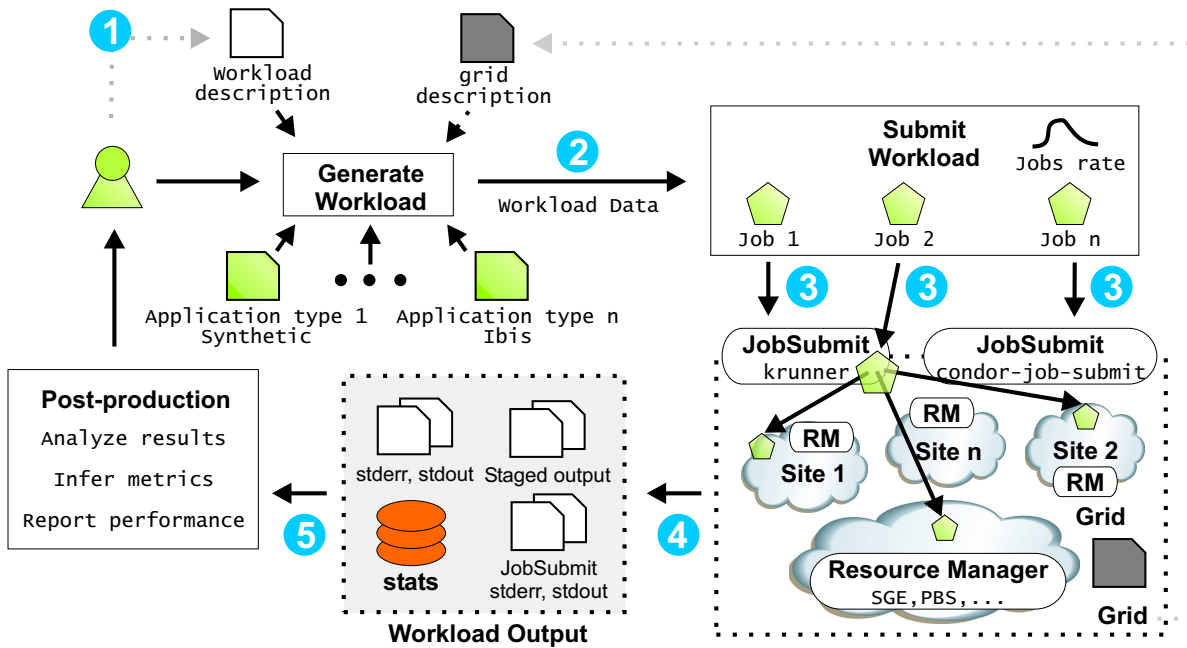 1
Workload
description
grid
description
Generate
Workload
2
Workload Data
Submit
Workload
Jobs rate
Job 1
Job 2
Job n
3
3
3
Application type 1
Synthetic
Application type n
Ibis
JobSubmit
krunner
JobSubmit
condor-job-submit
RM
Site 1
RM
Site n
Site 2
RM
Grid
Resource Manager
SGE,PBS,...
Grid
4
stderr, stdout
Staged output
stats
JobSubmit
stderr, stdout
Workload Output
5
Post-production
Analyze results
Infer metrics
Report performance